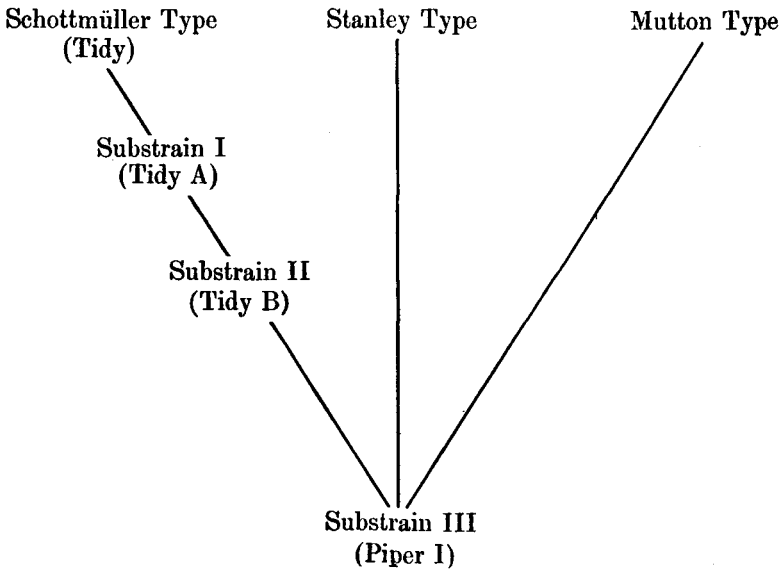 Schottmüller Type
(Tidy)
Stanley Type
Mutton Type
Substrain I
(Tidy A)
Substrain II
(Tidy B)
Substrain III
(Piper I)